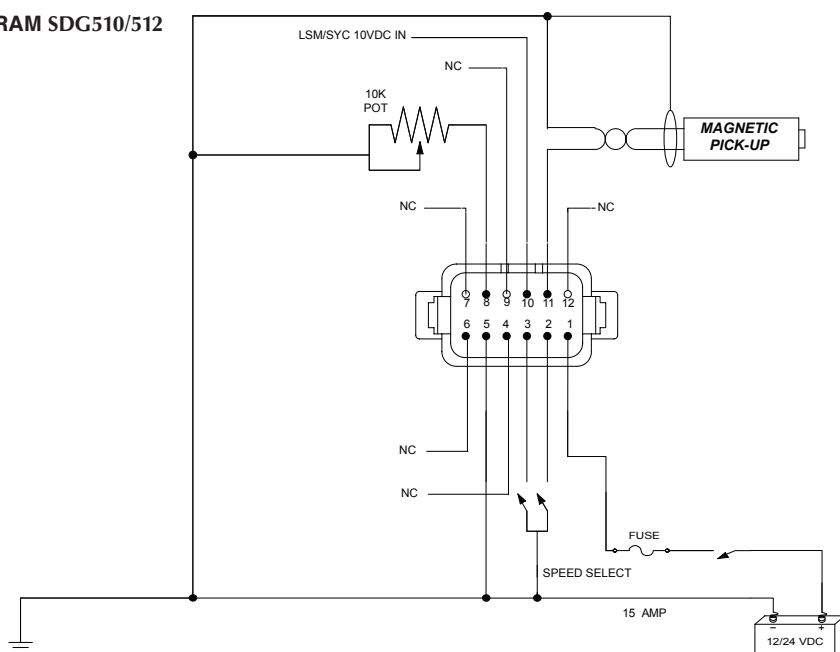 RAM SDG510/512
LSM/SYC 10VDC IN
NC
10K
POT
MAGNETIC
PICK-UP
NC
NC
7 8 9 10 11 12
6 5 4 3 2 1
NC
NC
FUSE
SPEED SELECT
15 AMP
- +
12/24 VDC